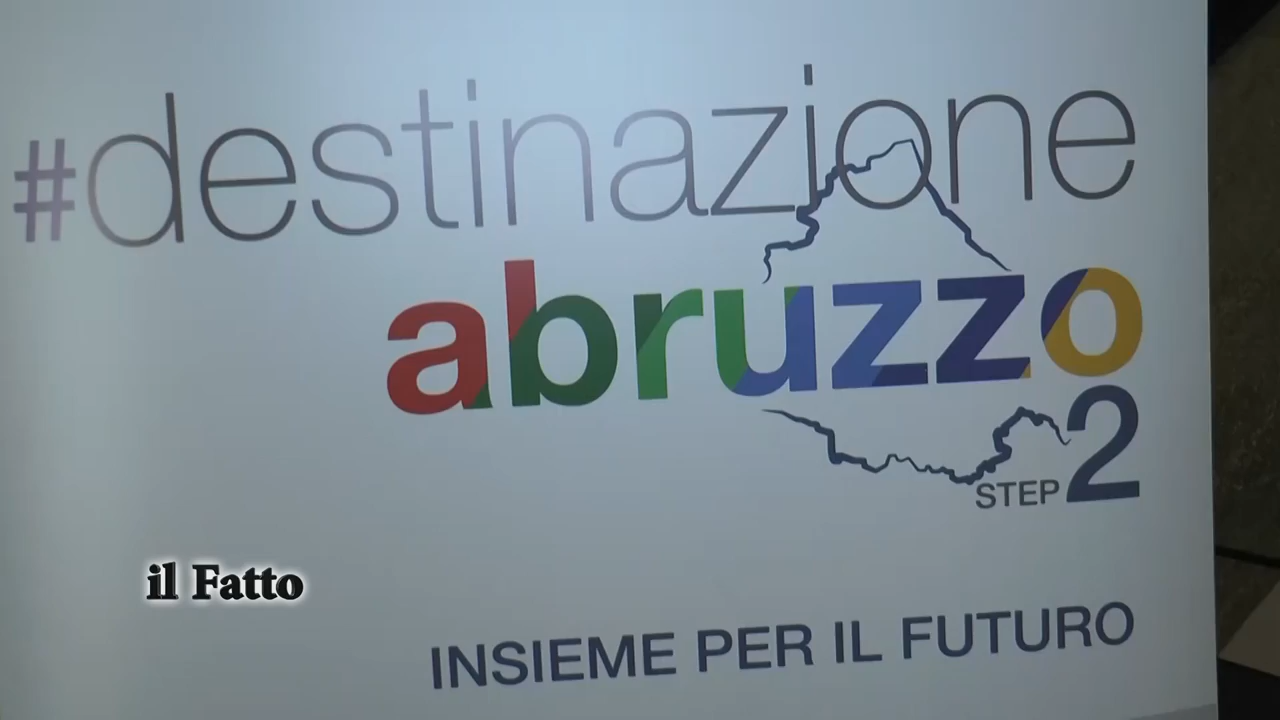 #destinazione
abruzzo
STEP 2
il Fatto
INSIEME PER IL FUTURO